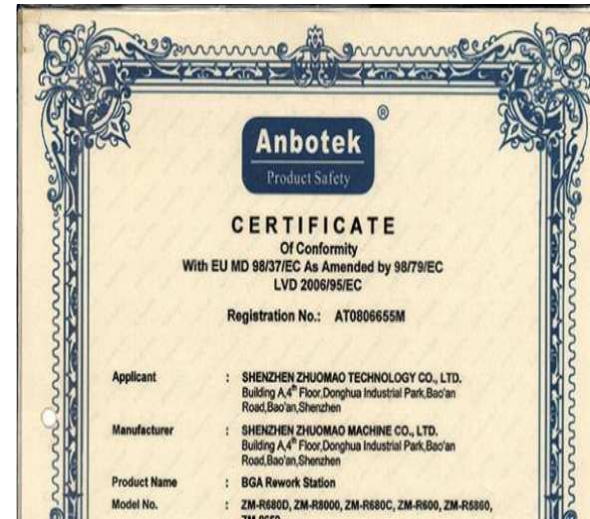 ®
Anbotek
Product Safety
CERTIFICATE
Of Conformity
With EU MD 98/37/EC As Amended by 98/79/EC
LVD 2006/95/EC
Registration No.: AT0806655M
Applicant : SHENZHEN ZHUOMAO TECHNOLOGY CO., LTD.
Building A,4th Floor,Donghua Industrial Park,Bao'an
Road,Bao'an,Shenzhen
Manufacturer : SHENZHEN ZHUOMAO MACHINE CO., LTD.
Building A,4th Floor,Donghua Industrial Park,Bao'an
Road,Bao'an,Shenzhen
Product Name : BGA Rework Station
Model No. : ZM-R680D, ZM-R8000, ZM-R680C, ZM-R600, ZM-R5860,